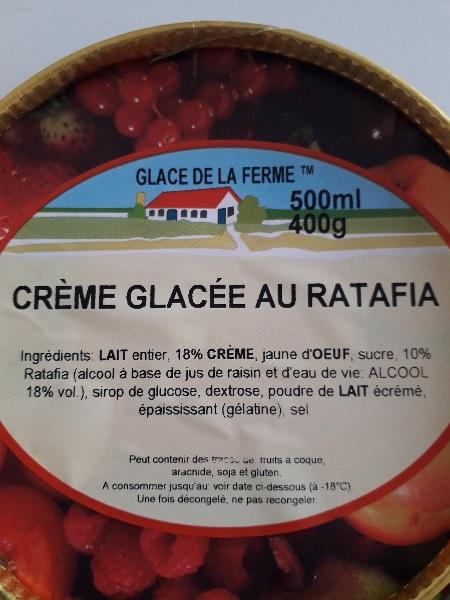 GLACE DE LA FERME ™
500ml
400g
CRÈME GLACÉE AU RATAFIA
Ingrédients: LAIT entier, 18% CRÈME, jaune d'OEUF, sucre, 10%
Ratafia (alcool à base de jus de raisin et d'eau de vie: ALCOOL
18% vol.), sirop de glucose, dextrose, poudre de LAIT écrémé,
épaississant (gélatine), sel
Peut contenir des traces de: fruits à coque,
aracnide, soja et gluten.
A consommer jusqu'au: voir date ci-dessous (à -18°C).
Une fois décongelé, ne pas recongeler.